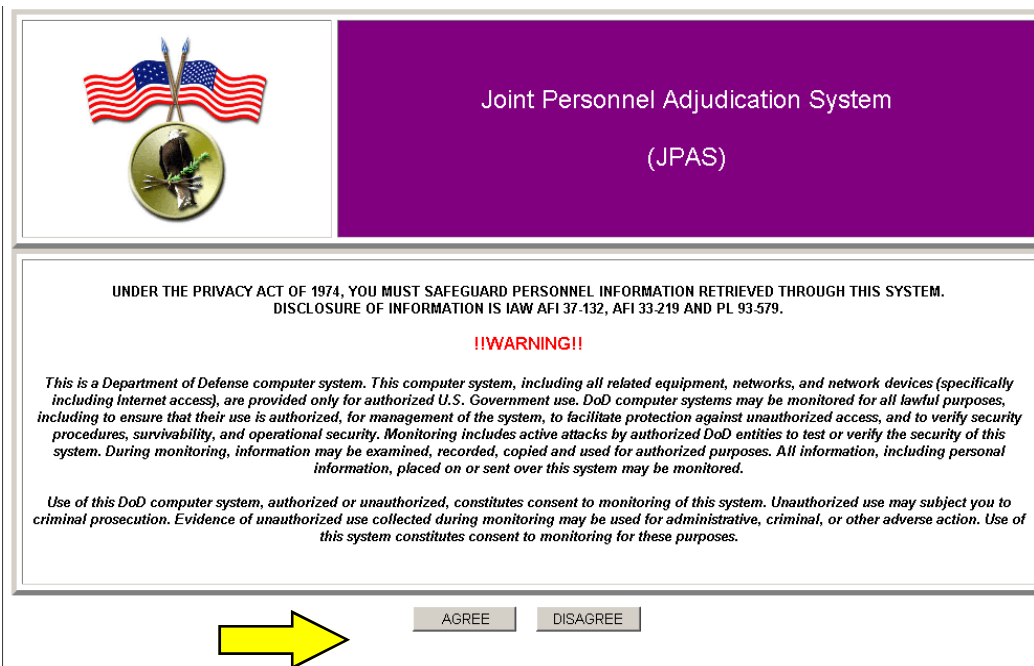 Joint Personnel Adjudication System
(JPAS)
UNDER THE PRIVACY ACT OF 1974, YOU MUST SAFEGUARD PERSONNEL INFORMATION RETRIEVED THROUGH THIS SYSTEM.
DISCLOSURE OF INFORMATION IS IAW AFI 37-132, AFI 33-219 AND PL 93-579.
!!WARNING!!
This is a Department of Defense computer system. This computer system, including all related equipment, networks, and network devices (specifically
including Internet access), are provided only for authorized U.S. Government use. DoD computer systems may be monitored for all lawful purposes,
including to ensure that their use is authorized, for management of the system, to facilitate protection against unauthorized access, and to verify security
procedures, survivability, and operational security. Monitoring includes active attacks by authorized DoD entities to test or verify the security of this
system. During monitoring, information may be examined, recorded, copied and used for authorized purposes. All information, including personal
information, placed on or sent over this system may be monitored.
Use of this DoD computer system, authorized or unauthorized, constitutes consent to monitoring of this system. Unauthorized use may subject you to
criminal prosecution. Evidence of unauthorized use collected during monitoring may be used for administrative, criminal, or other adverse action. Use of
this system constitutes consent to monitoring for these purposes.
AGREE DISAGREE